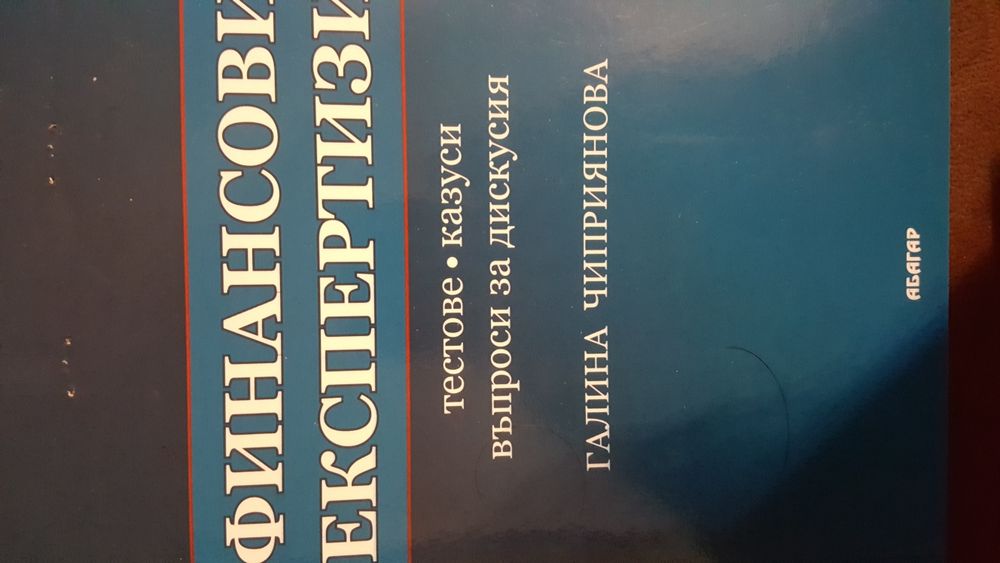 ФИНАНСОВИ
ЕКСПЕРТИЗИ
тестове • казуси
въпроси за дискусия
ГАЛИНА ЧИПРИЯНОВА
АБАГАР